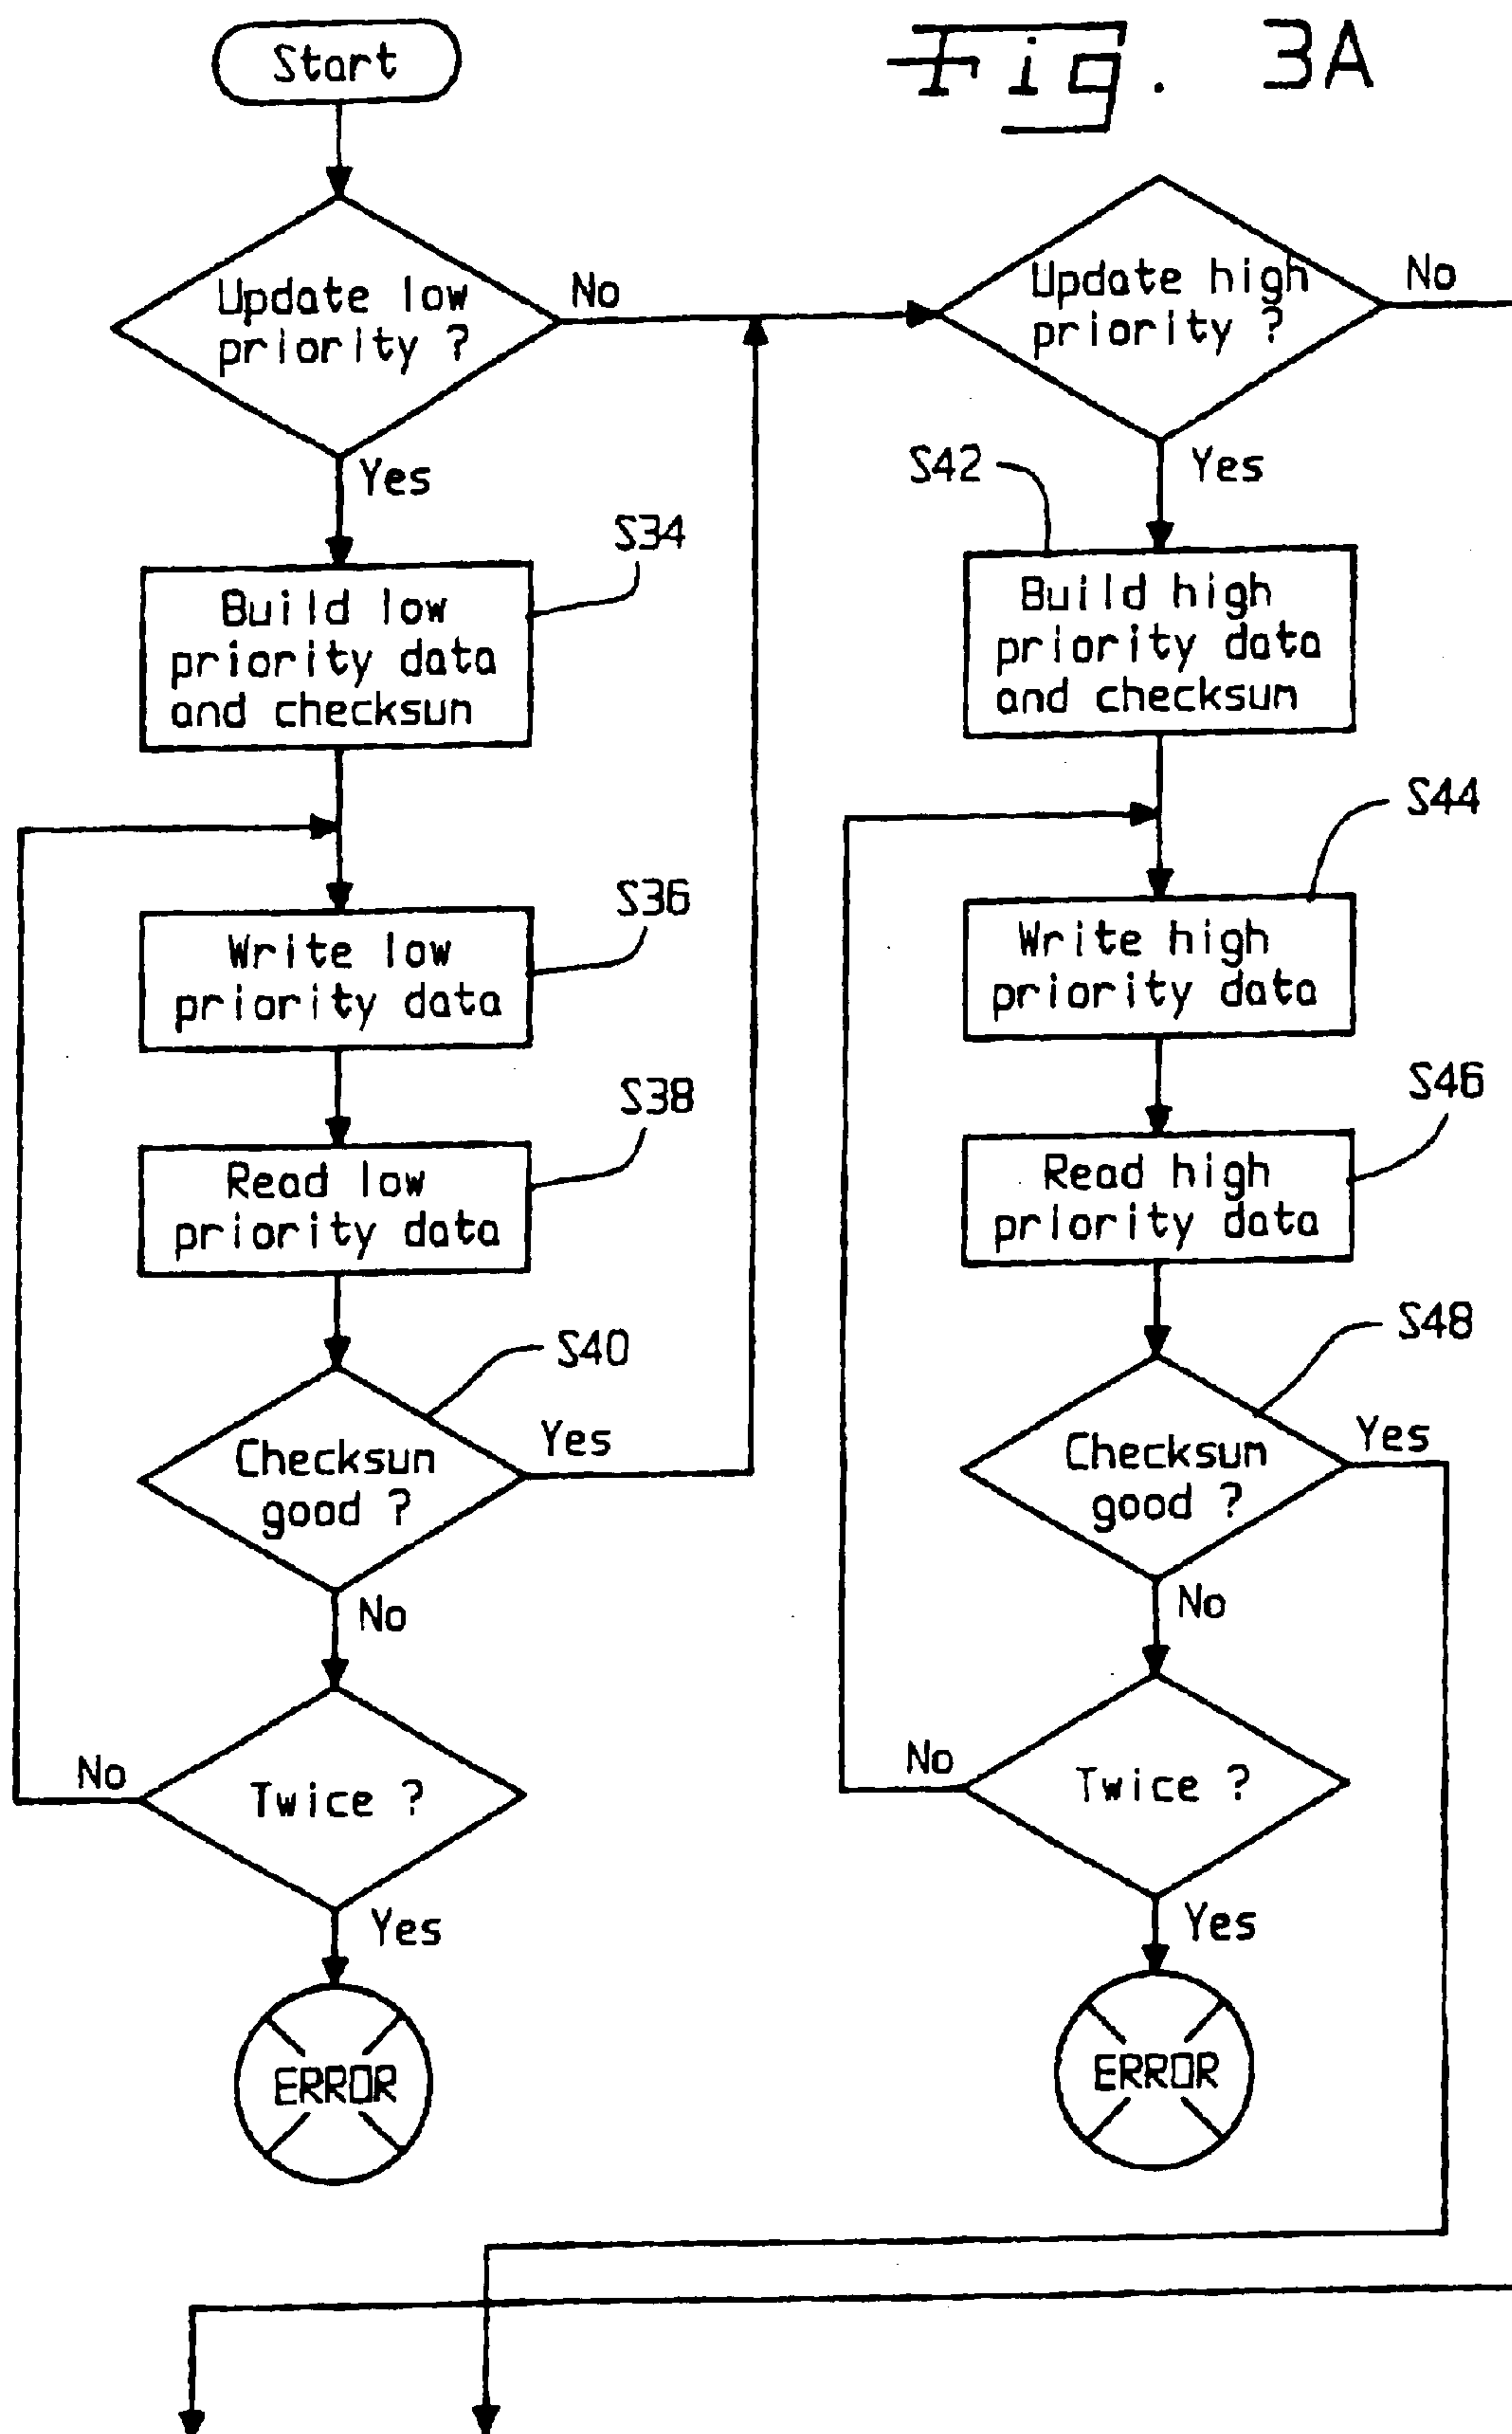 Start
Fig. 3A
Update low
priority ?
No
Yes
S34
Build low
priority data
and checksun
S36
Write low
priority data
S38
Read low
priority data
S40
Checksun
good ?
Yes
No
Twice ?
No
Yes
ERROR
Update high
priority ?
No
Yes
S42
Build high
priority data
and checksun
S44
Write high
priority data
S46
Read high
priority data
S48
Checksun
good ?
Yes
No
Twice ?
No
Yes
ERROR